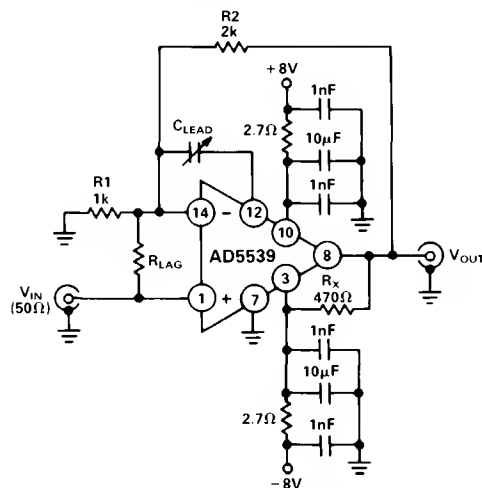 R2
2k
+8V
1nF
CLEAD
2.7Ω
10μF
1nF
R1
1k
14
−
12
10
AD5539
8
VOUT
RLAG
3
RX
470Ω
VIN
(50Ω)
1
+
7
1nF
10μF
2.7Ω
1nF
−8V